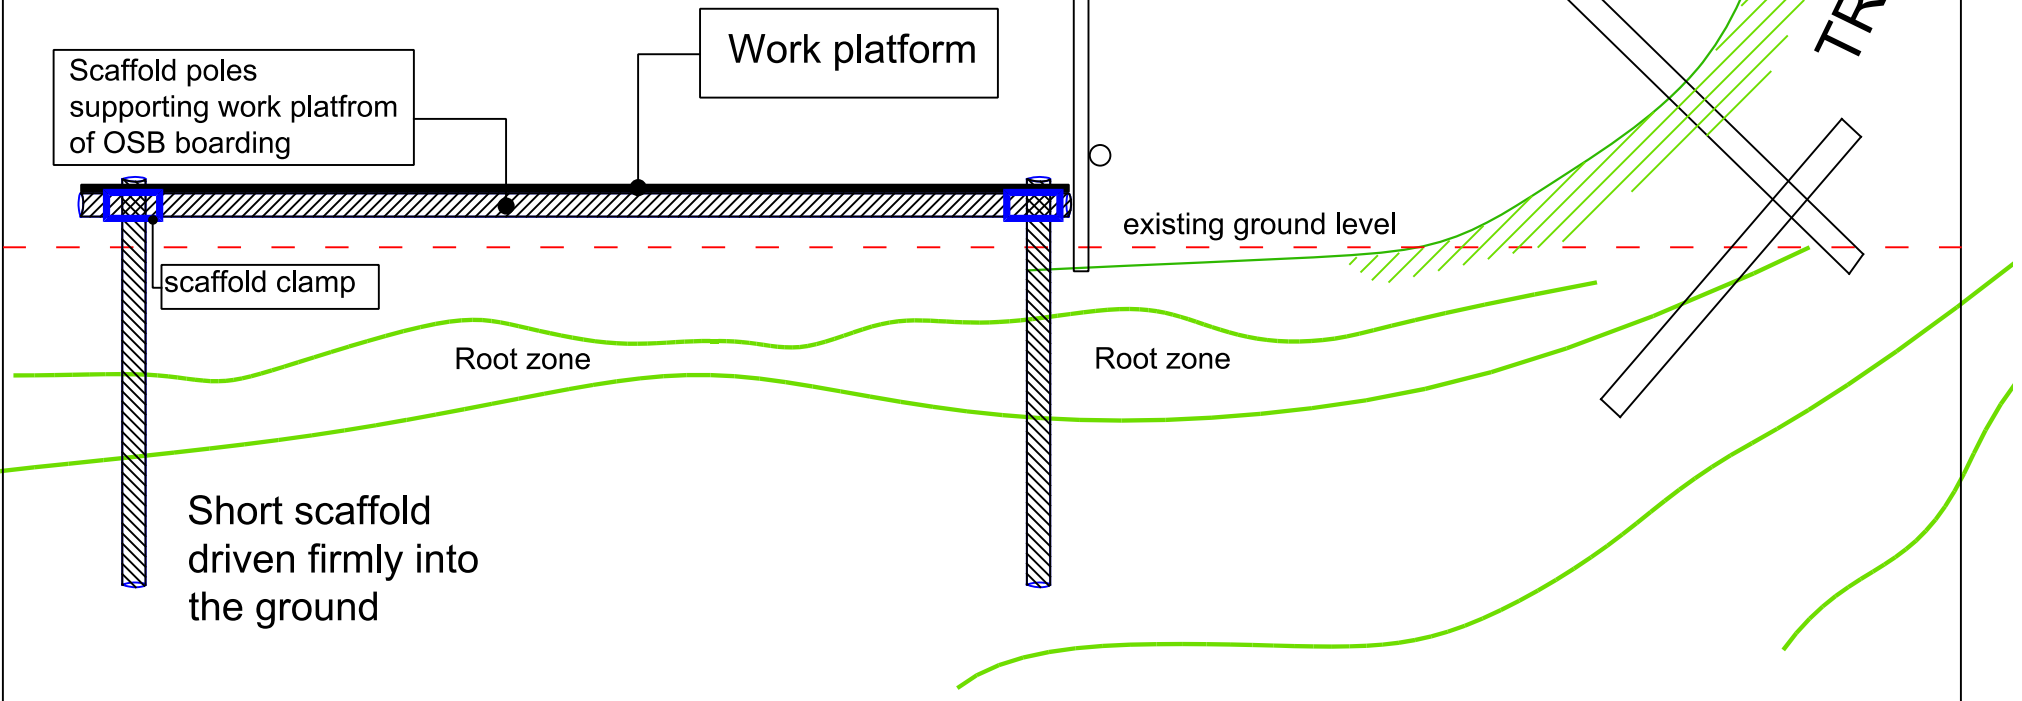 Work platform
Scaffold poles
supporting work platfrom
of OSB boarding
TR
existing ground level
scaffold clamp
Root zone
Root zone
Short scaffold
driven firmly into
the ground